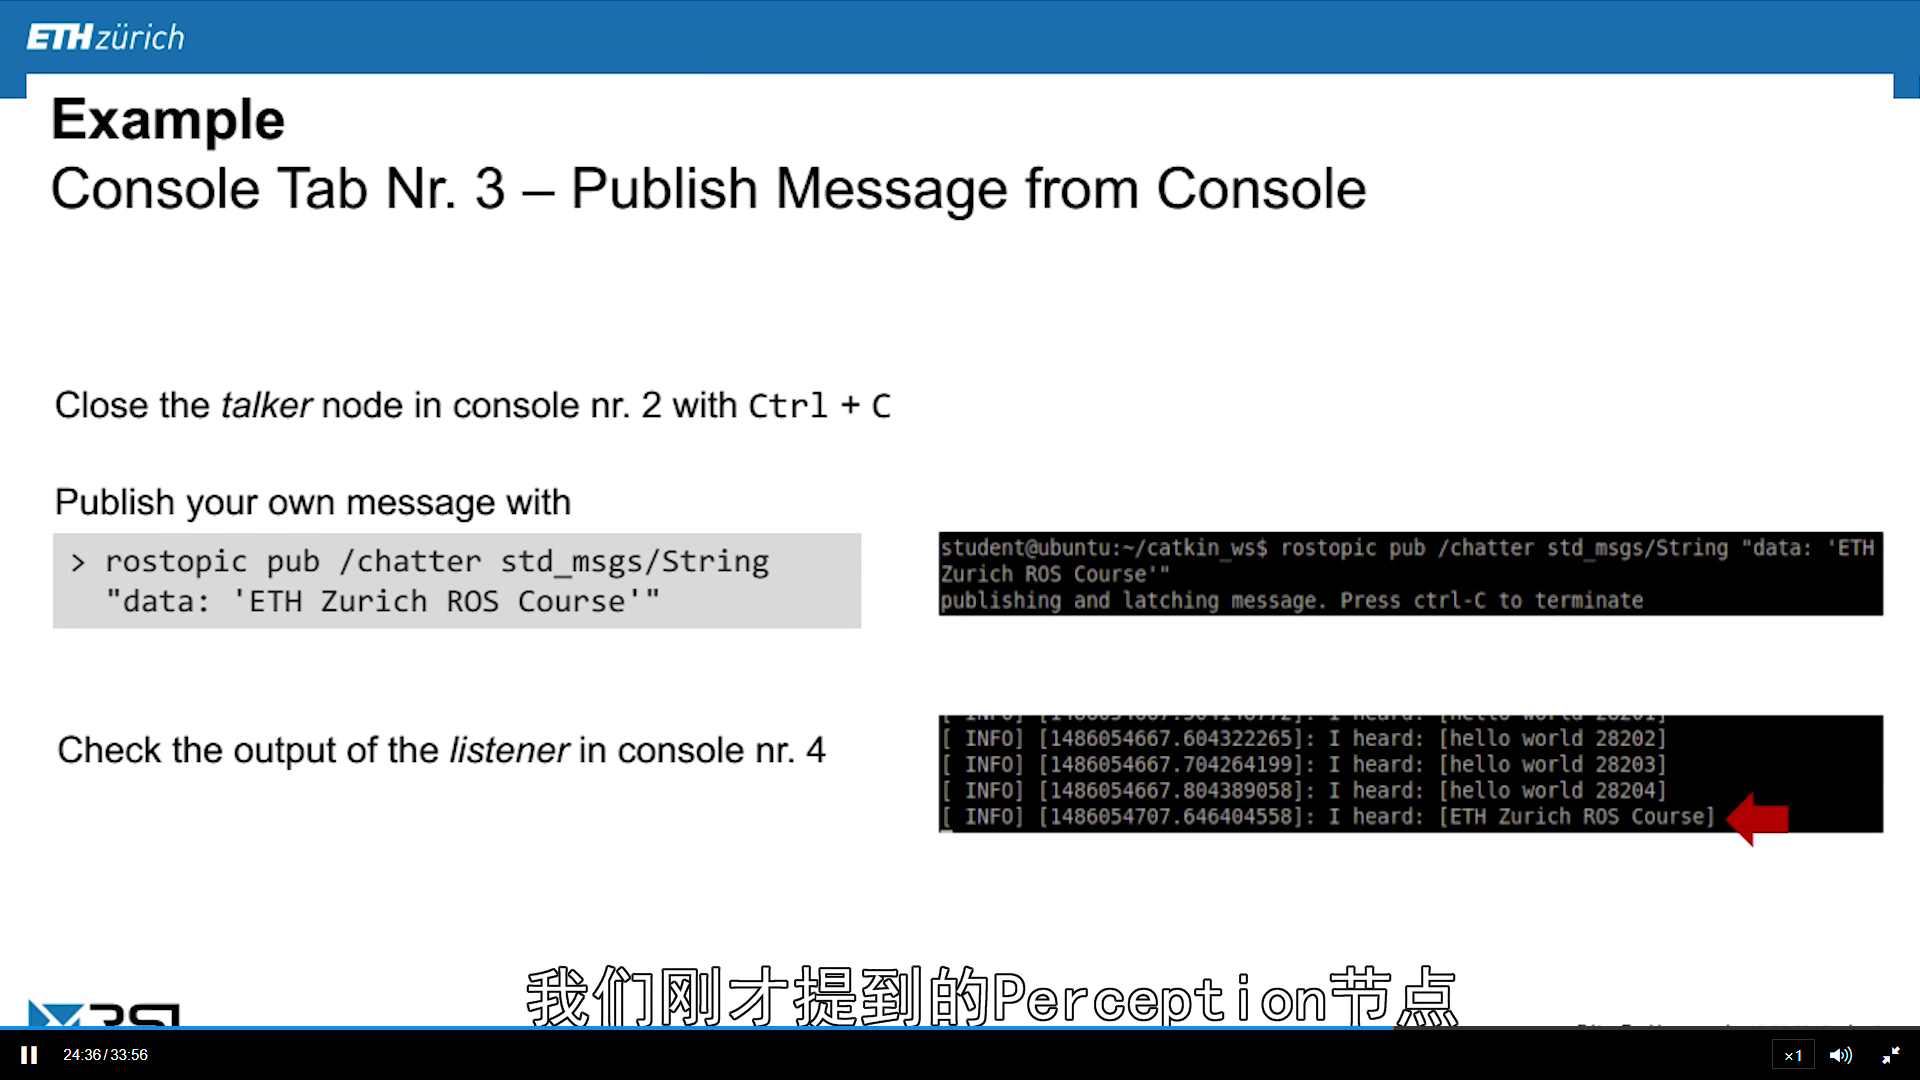 ETH zürich
Example
Console Tab Nr. 3 – Publish Message from Console
Close the talker node in console nr. 2 with Ctrl + C
Publish your own message with
> rostopic pub /chatter std_msgs/String
"data: 'ETH Zurich ROS Course'"
student@ubuntu:~/catkin_ws$ rostopic pub /chatter std_msgs/String "data: 'ETH
Zurich ROS Course'"
publishing and latching message. Press ctrl-C to terminate
Check the output of the listener in console nr. 4
[ INFO] [1486054667.604322265]: I heard: [hello world 28202]
[ INFO] [1486054667.704264199]: I heard: [hello world 28203]
[ INFO] [1486054667.804389058]: I heard: [hello world 28204]
[ INFO] [1486054707.646404558]: I heard: [ETH Zurich ROS Course]
我们刚才提到的Perception节点
RSL
24:36/33:56
×1